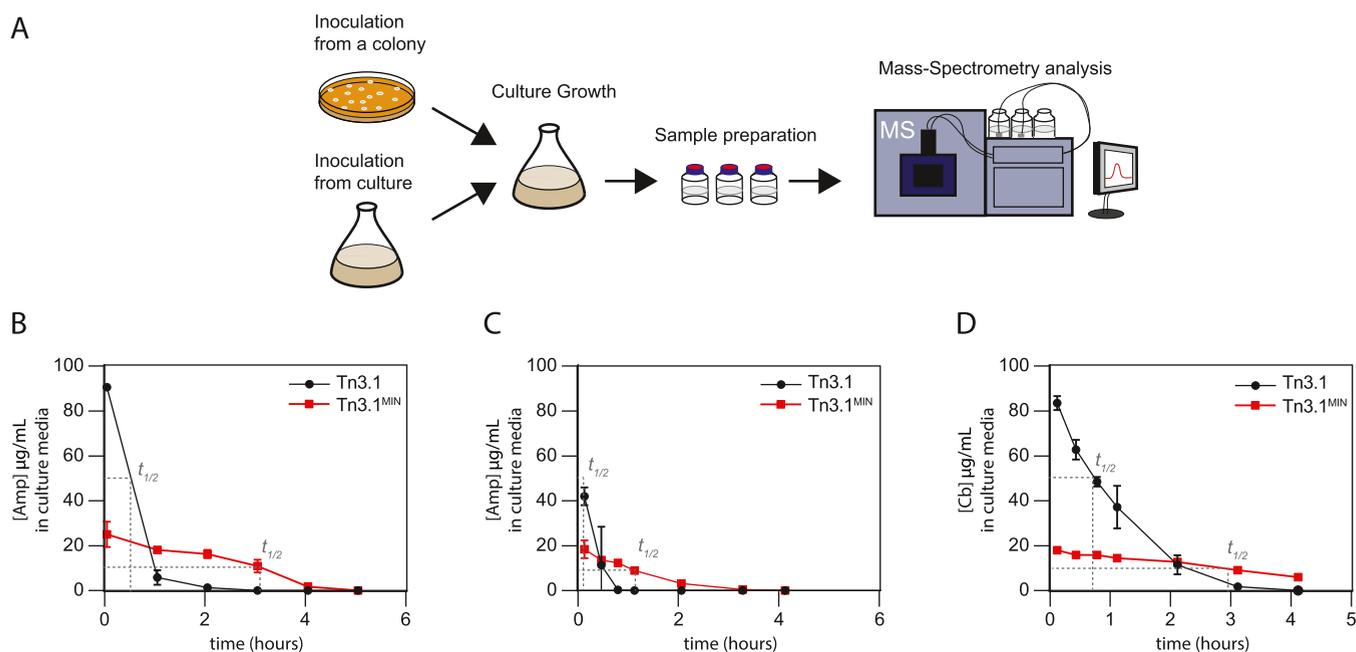 A
Inoculation
from a colony
Inoculation
from culture
Culture Growth
Sample preparation
Mass-Spectrometry analysis
MS
B
[Amp] µg/mL
in culture media
100
80
60
40
20
0
Tn3.1
Tn3.1MIN
t1/2
t1/2
0 2 4 6
time (hours)
C
[Amp] µg/mL
in culture media
100
80
60
40
20
0
Tn3.1
Tn3.1MIN
t1/2
t1/2
0 2 4 6
time (hours)
D
[Cb] µg/mL
in culture media
100
80
60
40
20
0
Tn3.1
Tn3.1MIN
t1/2
t1/2
0 1 2 3 4 5
time (hours)